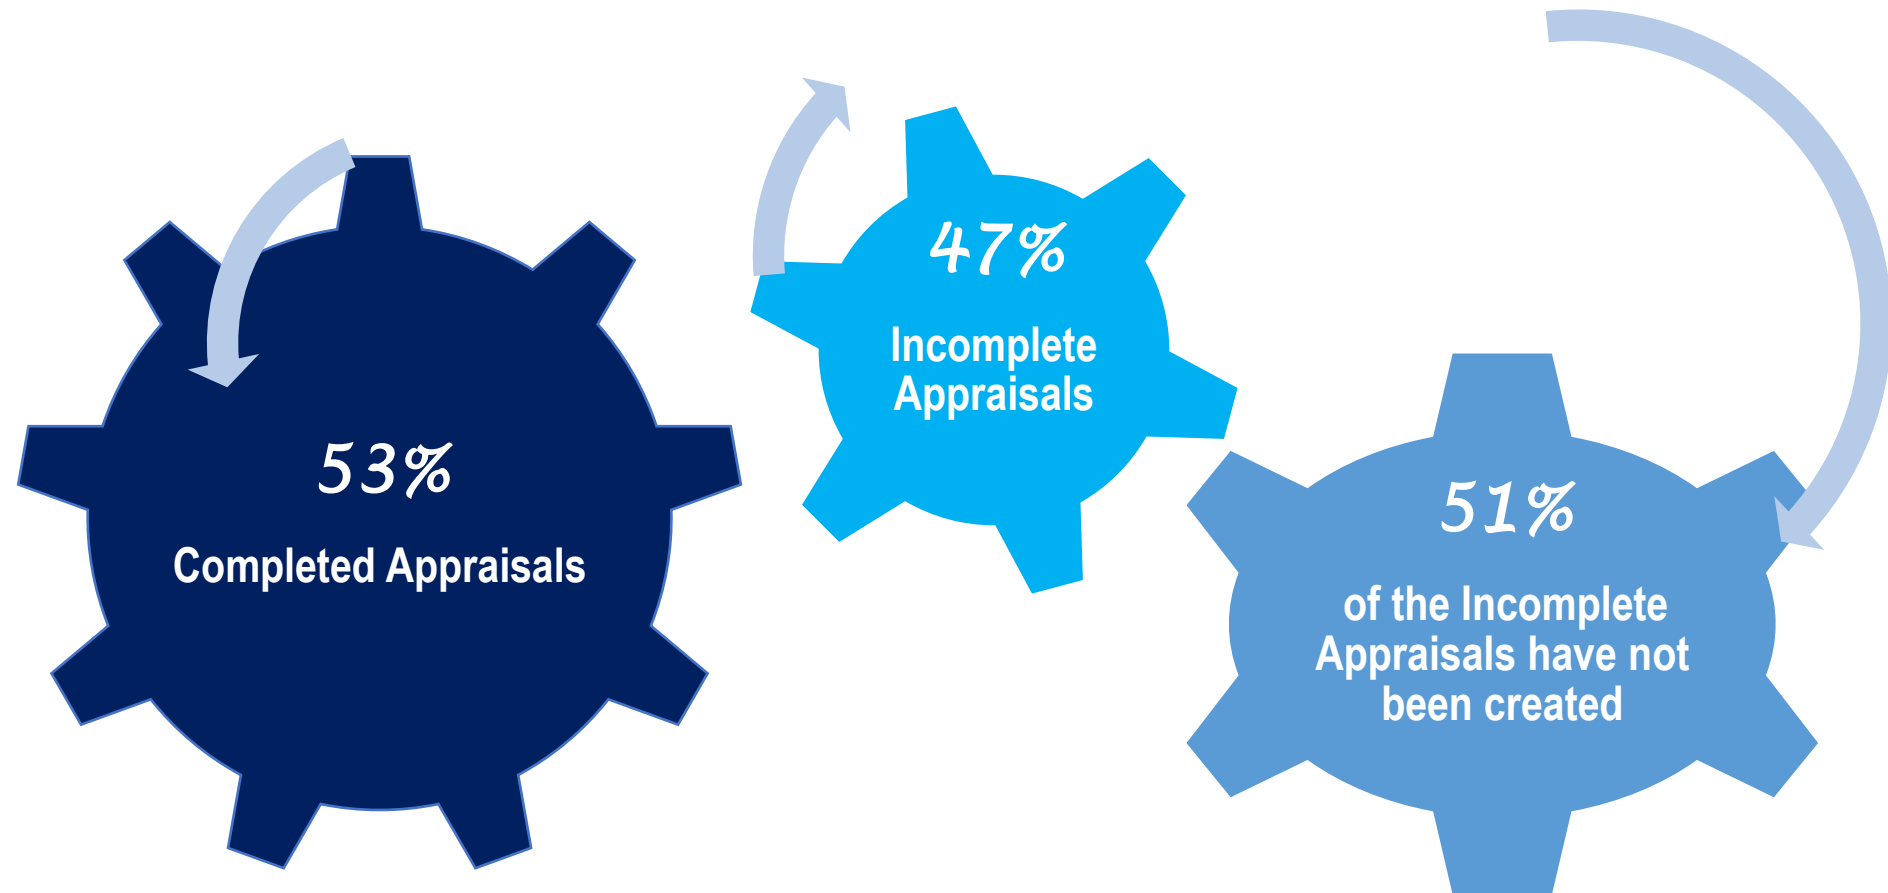 53%
Completed Appraisals
47%
Incomplete
Appraisals
51%
of the Incomplete
Appraisals have not
been created